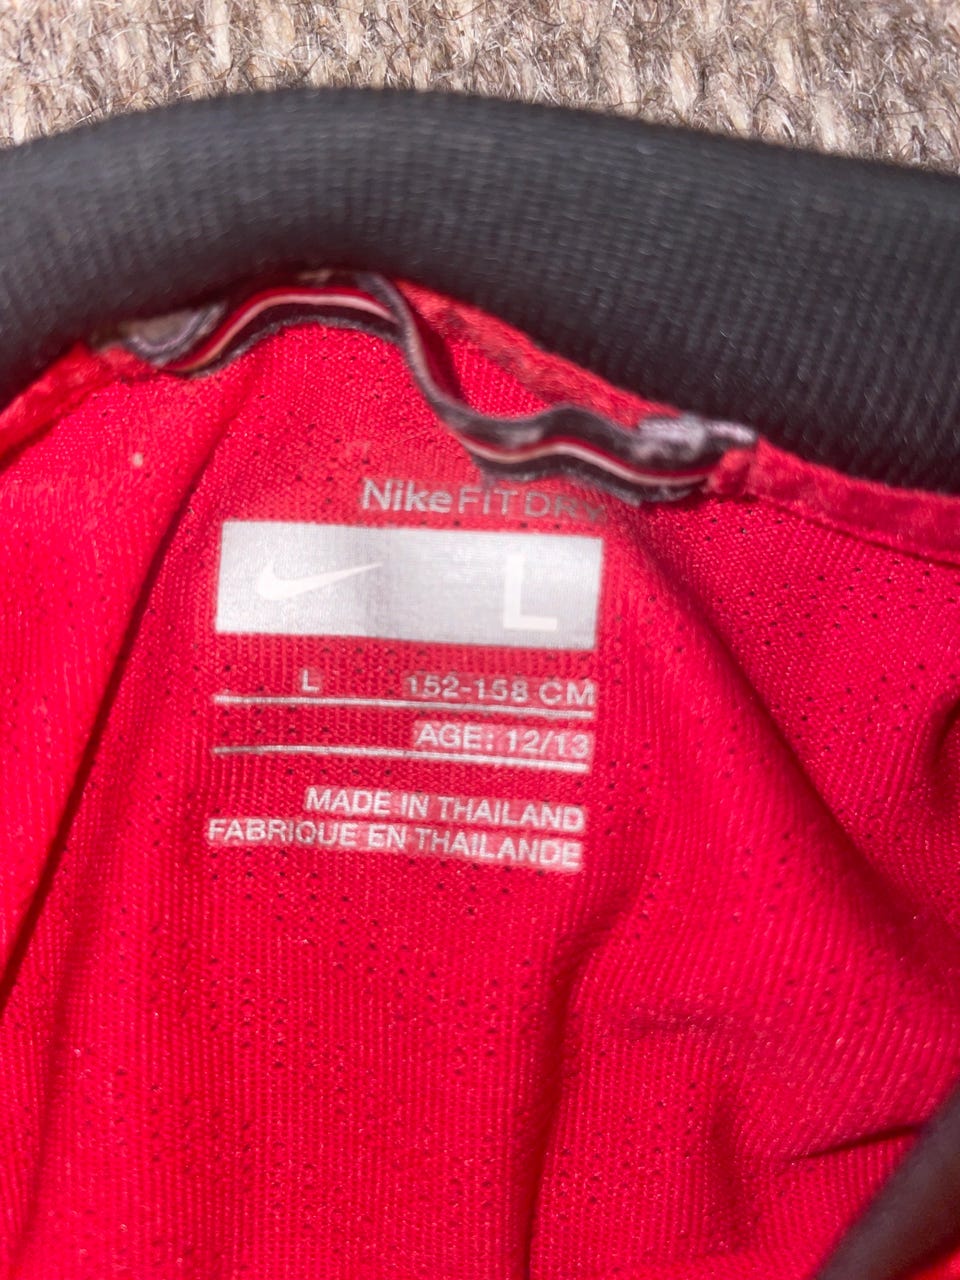 NikeFITDRY
L
L 152-158 CM
AGE: 12/13
MADE IN THAILAND
FABRIQUE EN THAILANDE